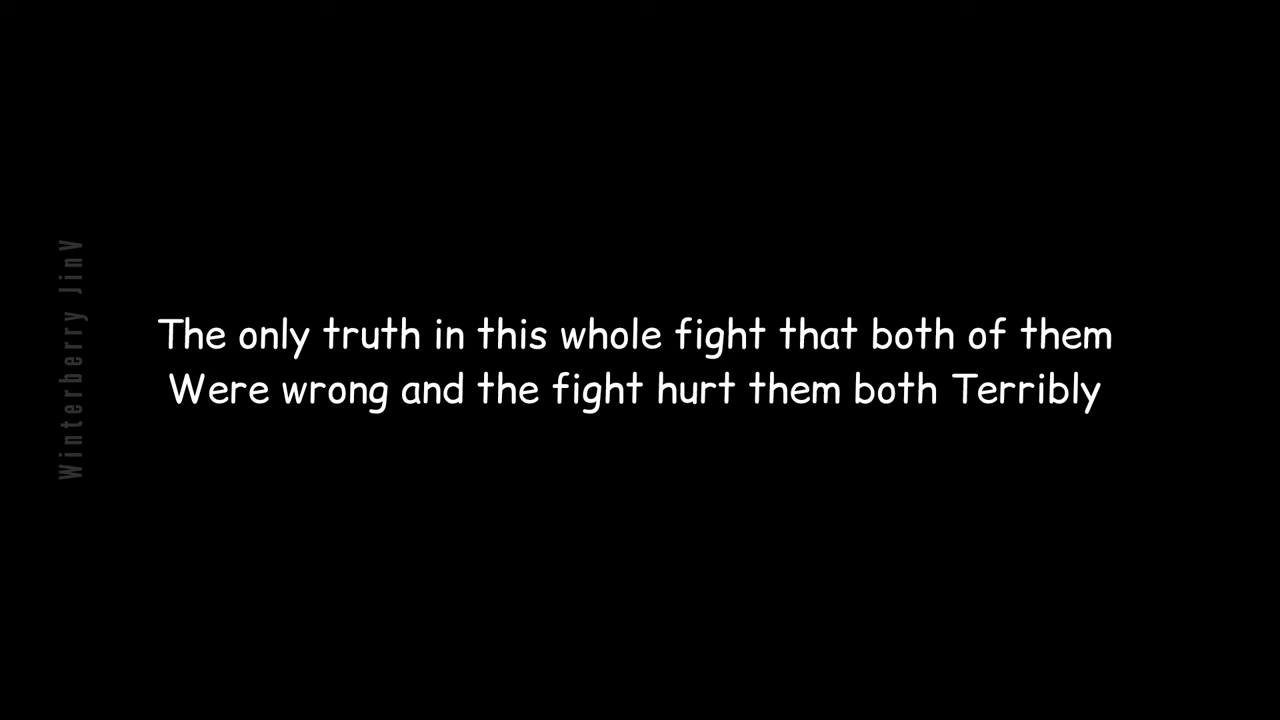 Winterberry JinV
The only truth in this whole fight that both of them
Were wrong and the fight hurt them both Terribly